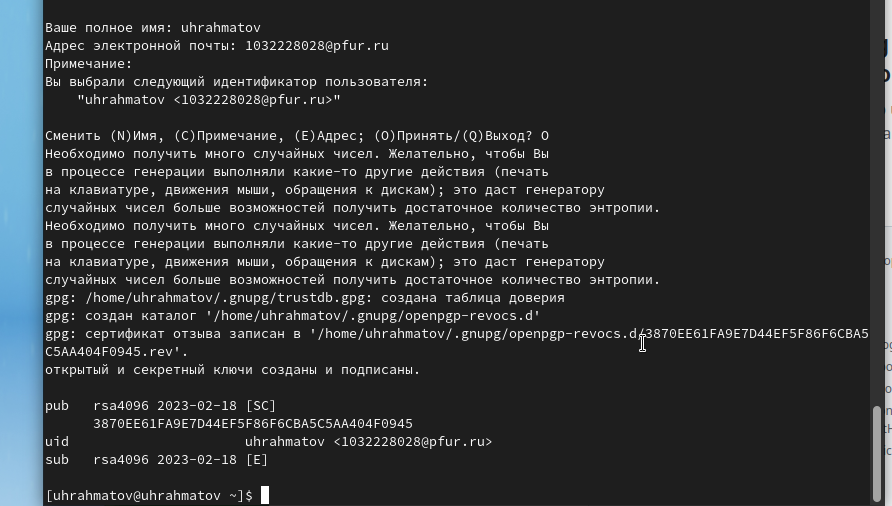 Ваше полное имя: uhrahmatov
Адрес электронной почты: 1032228028@pfur.ru
Примечание:
Вы выбрали следующий идентификатор пользователя:
    "uhrahmatov <1032228028@pfur.ru>"
Сменить (N)Имя, (C)Примечание, (E)Адрес; (O)Принять/(Q)Выход? O
Необходимо получить много случайных чисел. Желательно, чтобы Вы
в процессе генерации выполняли какие-то другие действия (печать
на клавиатуре, движения мыши, обращения к дискам); это даст генератору
случайных чисел больше возможностей получить достаточное количество энтропии.
Необходимо получить много случайных чисел. Желательно, чтобы Вы
в процессе генерации выполняли какие-то другие действия (печать
на клавиатуре, движения мыши, обращения к дискам); это даст генератору
случайных чисел больше возможностей получить достаточное количество энтропии.
gpg: /home/uhrahmatov/.gnupg/trustdb.gpg: создана таблица доверия
gpg: создан каталог '/home/uhrahmatov/.gnupg/openpgp-revocs.d'
gpg: сертификат отзыва записан в '/home/uhrahmatov/.gnupg/openpgp-revocs.d/3870EE61FA9E7D44EF5F86F6CBA5
C5AA404F0945.rev'.
открытый и секретный ключи созданы и подписаны.
pub   rsa4096 2023-02-18 [SC]
      3870EE61FA9E7D44EF5F86F6CBA5C5AA404F0945
uid                      uhrahmatov <1032228028@pfur.ru>
sub   rsa4096 2023-02-18 [E]
[uhrahmatov@uhrahmatov ~]$